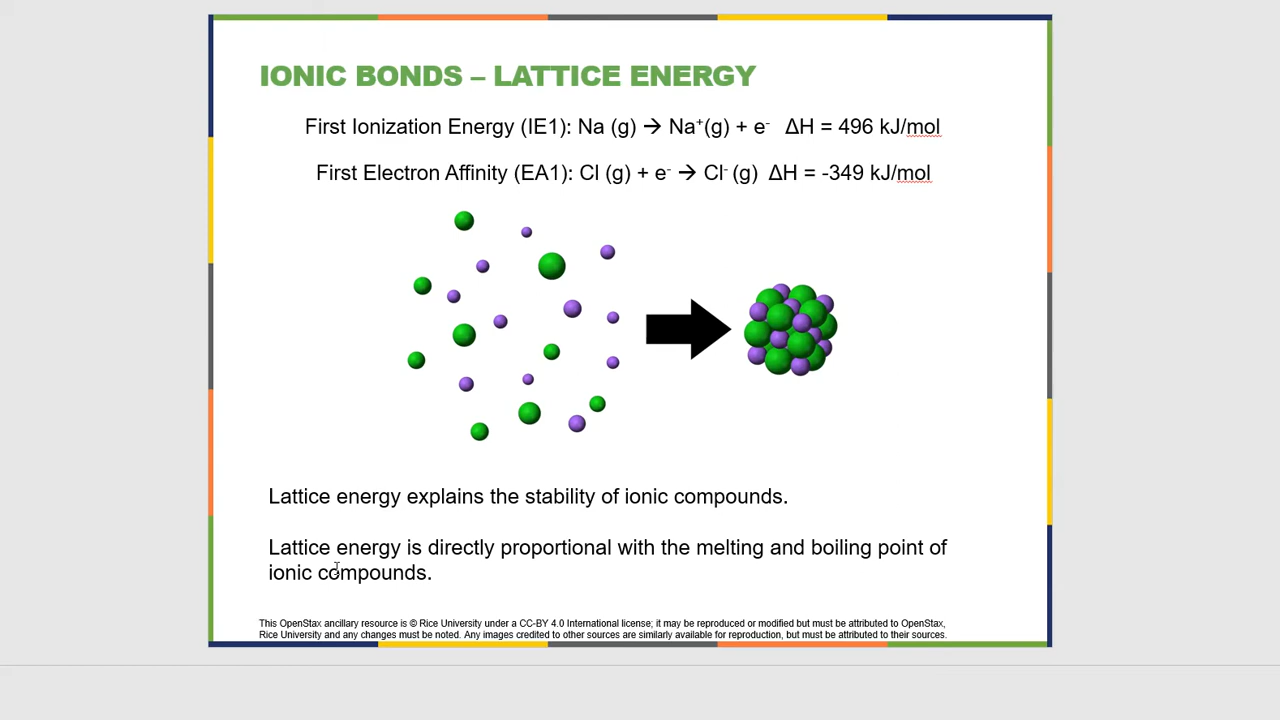 IONIC BONDS – LATTICE ENERGY
First Ionization Energy (IE1): Na (g) → Na⁺(g) + e⁻ ΔH = 496 kJ/mol
First Electron Affinity (EA1): Cl (g) + e⁻ → Cl⁻ (g) ΔH = -349 kJ/mol
Lattice energy explains the stability of ionic compounds.
Lattice energy is directly proportional with the melting and boiling point of
ionic compounds.
This OpenStax ancillary resource is © Rice University under a CC-BY 4.0 International license; it may be reproduced or modified but must be attributed to OpenStax,
Rice University and any changes must be noted. Any images credited to other sources are similarly available for reproduction, but must be attributed to their sources.